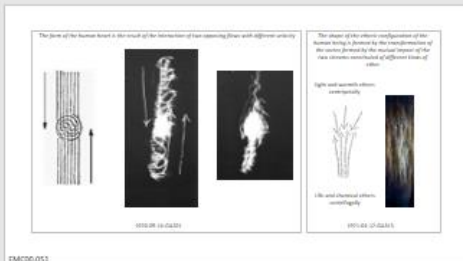 The form of the human heart is the result of the interaction of two opposing flows with different velocity
The shape of the etheric configuration of the
human being is formed by the transformation of
the vortex formed by the mutual impact of the
two streams constituted of different kinds of
ether.
light and warmth ethers:
centripetally
Life and chemical ethers:
centrifugally